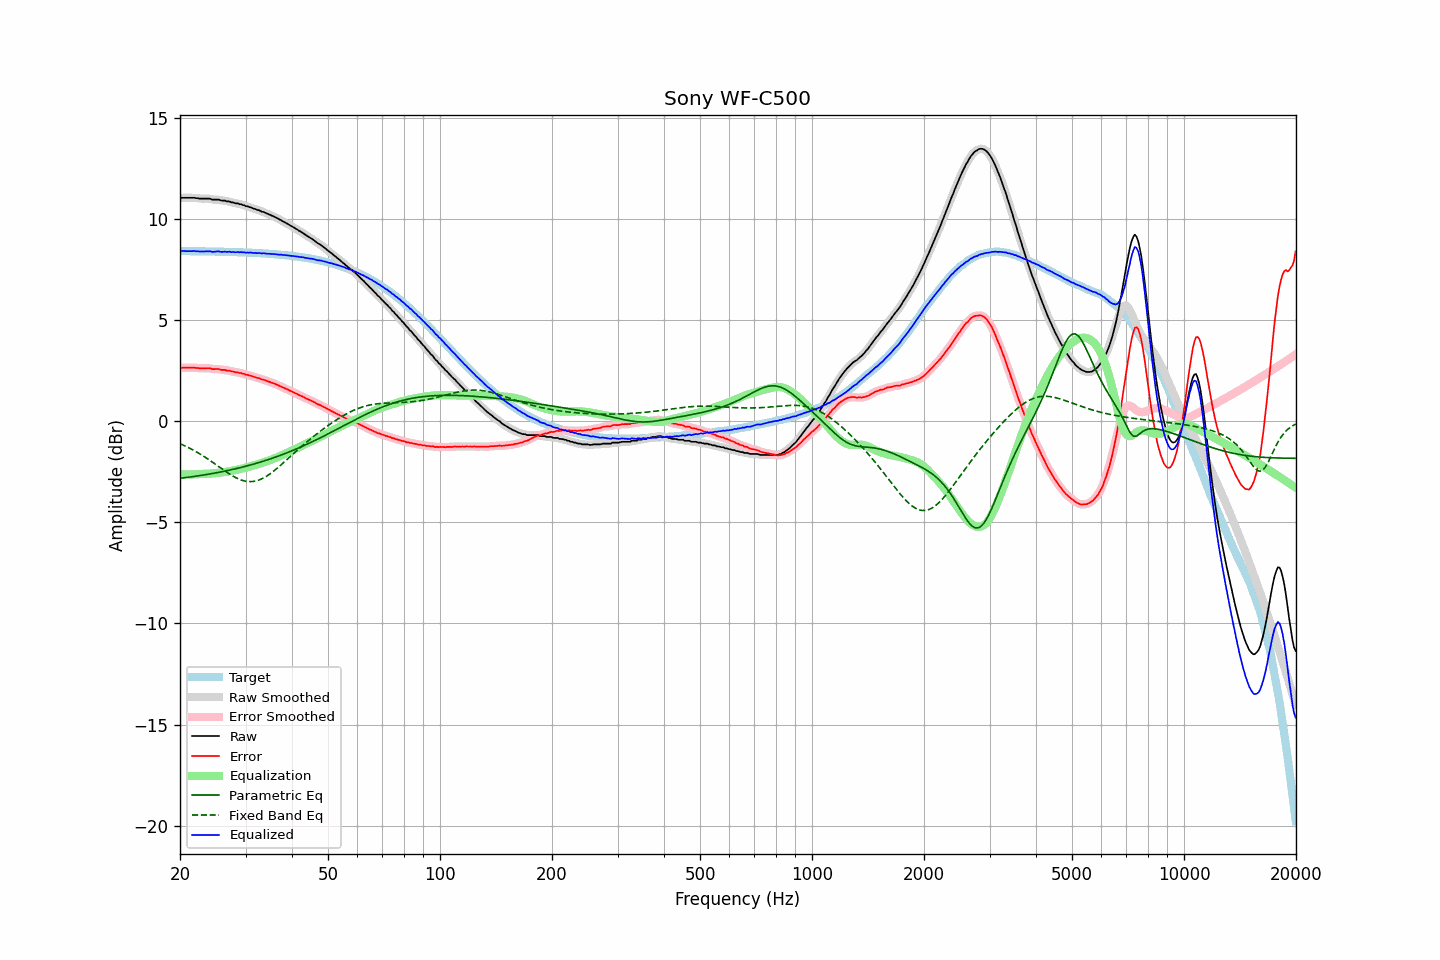 Sony WF-C500
Amplitude (dBr)
15
10
5
0
−5
−10
−15
−20
Target
Raw Smoothed
Error Smoothed
Raw
Error
Equalization
Parametric Eq
Fixed Band Eq
Equalized
20 50 100 200 500 1000 2000 5000 10000 20000
Frequency (Hz)